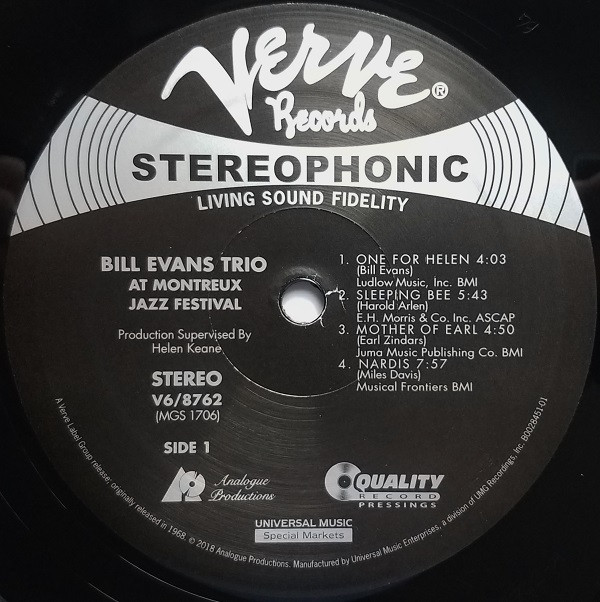 Verve®
Records
STEREOPHONIC
LIVING SOUND FIDELITY
BILL EVANS TRIO
AT MONTREUX
JAZZ FESTIVAL
Production Supervised By
Helen Keane
STEREO
V6/8762
(MGS 1706)
SIDE 1
1. ONE FOR HELEN 4:03
(Bill Evans)
Ludlow Music, Inc. BMI
2. SLEEPING BEE 5:43
(Harold Arlen)
E.H. Morris & Co. Inc. ASCAP
3. MOTHER OF EARL 4:50
(Earl Zindars)
Juma Music Publishing Co. BMI
4. NARDIS 7:57
(Miles Davis)
Musical Frontiers BMI
AP
Analogue
Productions
QUALITY
RECORD
PRESSINGS
UNIVERSAL MUSIC
Special Markets
A Verve Label Group release; originally released in 1968. © 2018 Analogue Productions. Manufactured by Universal Music Enterprises, a division of UMG Recordings, Inc. B0028451-01